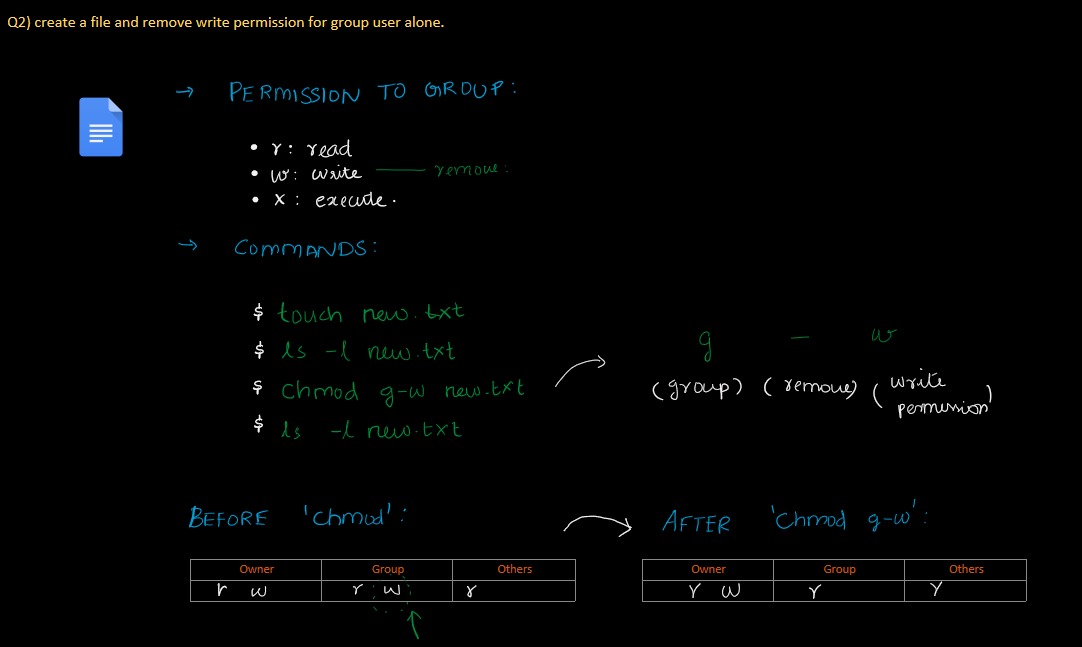 Q2) create a file and remove write permission for group user alone.
→ PERMISSION TO GROUP:
• r: read
• w: write — remove:
• x: execute.
→ COMMANDS:
$ touch new.txt
$ ls -l new.txt
$ chmod g-w new.txt
$ ls -l new.txt
g – w
(group) (remove) (write permission)
BEFORE 'chmod':
Owner Group Others
r w r w r
AFTER 'chmod g-w':
Owner Group Others
r w r r